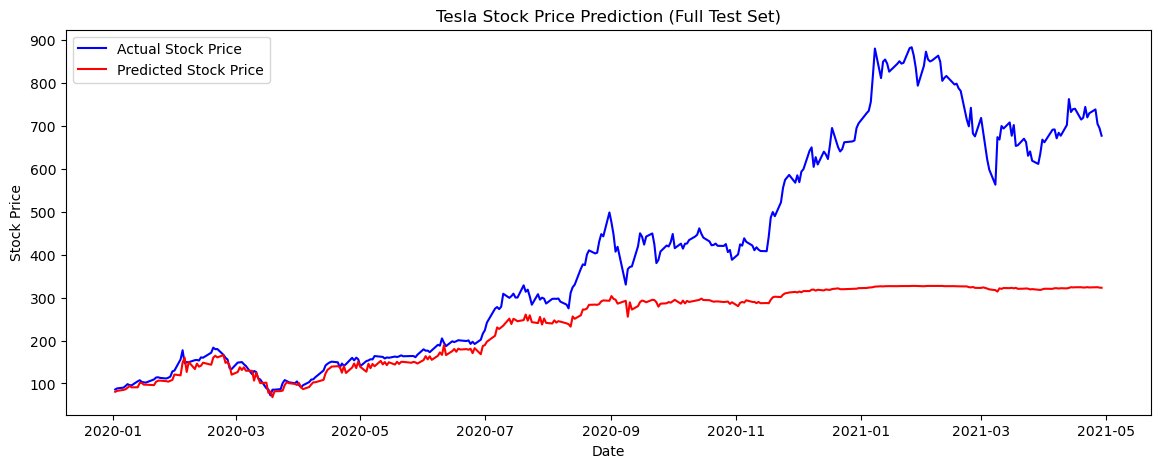 Tesla Stock Price Prediction (Full Test Set)
Actual Stock Price
Predicted Stock Price
900
800
700
600
500
400
300
200
100
Stock Price
2020-01 2020-03 2020-05 2020-07 2020-09 2020-11 2021-01 2021-03 2021-05
Date